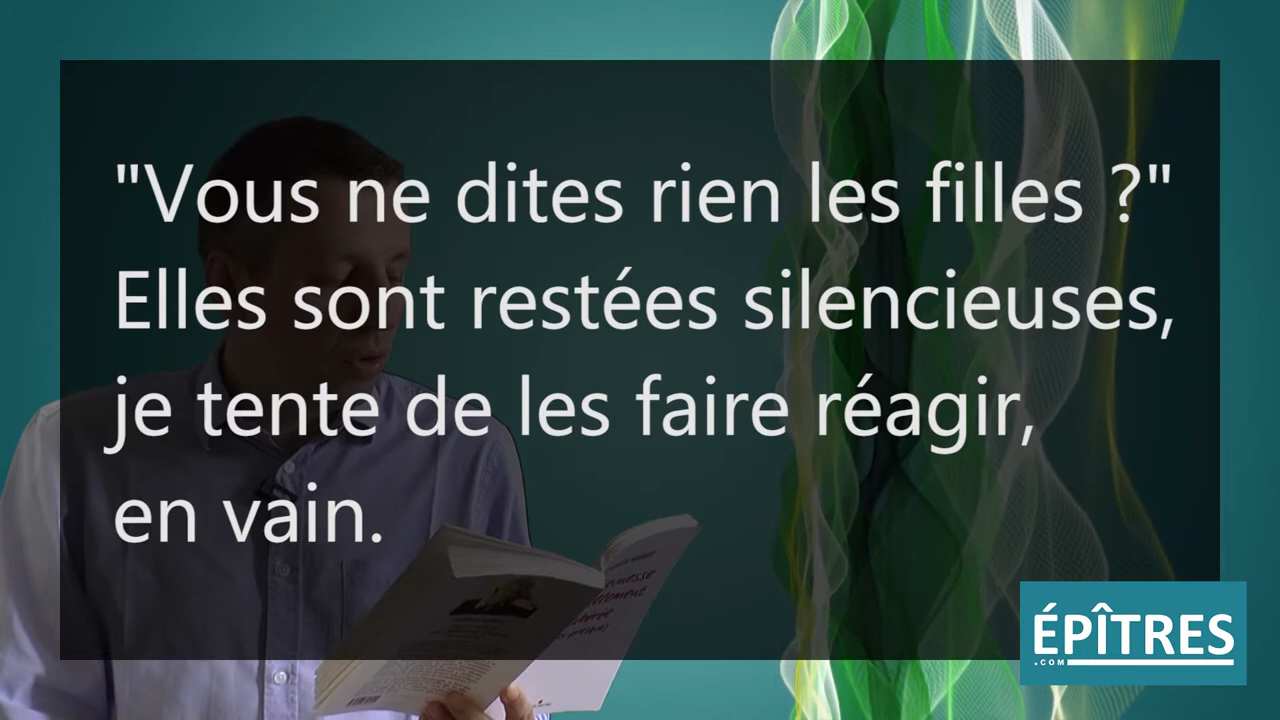 "Vous ne dites rien les filles ?"
Elles sont restées silencieuses,
je tente de les faire réagir,
en vain.
ÉPÎTRES
.COM